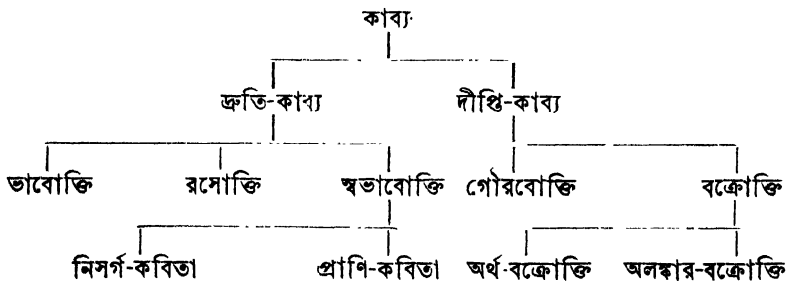 কাব্য
দ্রুতি-কাব্য দীপ্তি-কাব্য
ভাবোক্তি রসোক্তি স্বভাবোক্তি গৌরবোক্তি বক্রোক্তি
নিসর্গ-কবিতা প্রাণি-কবিতা অর্থ-বক্রোক্তি অলঙ্কার-বক্রোক্তি